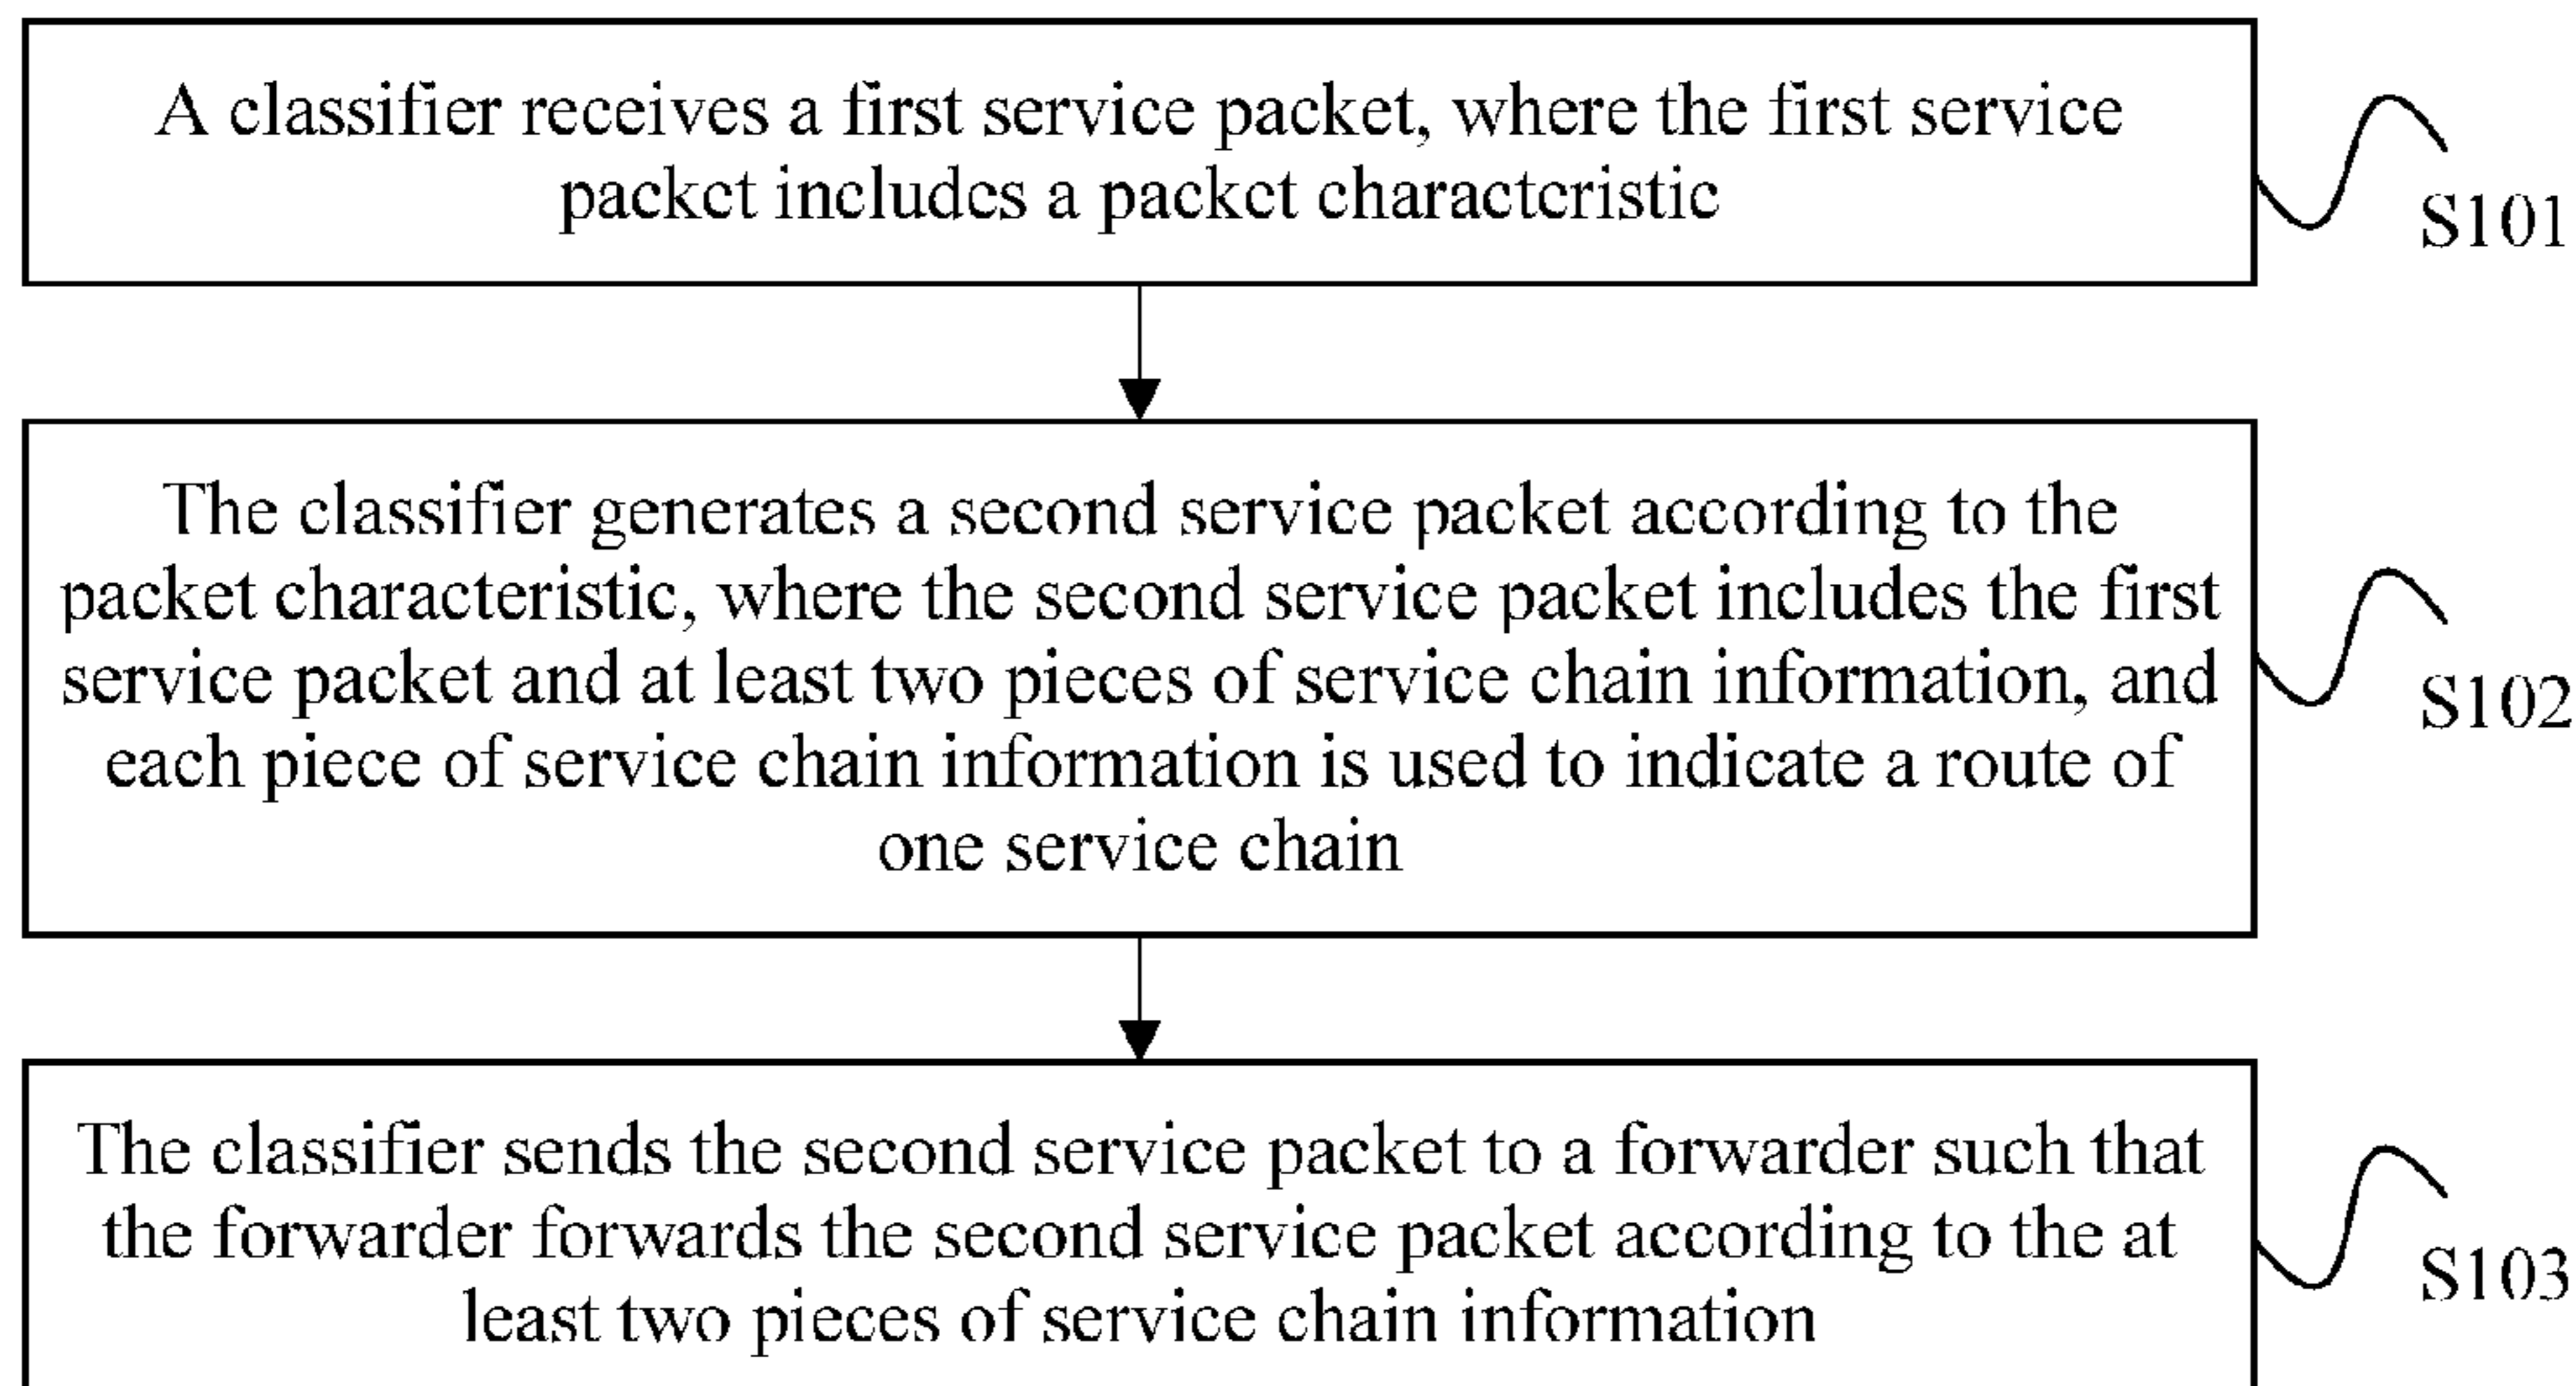 A classifier receives a first service packet, where the first service
packet includes a packet characteristic
S101
The classifier generates a second service packet according to the
packet characteristic, where the second service packet includes the first
service packet and at least two pieces of service chain information, and
each piece of service chain information is used to indicate a route of
one service chain
S102
The classifier sends the second service packet to a forwarder such that
the forwarder forwards the second service packet according to the at
least two pieces of service chain information
S103